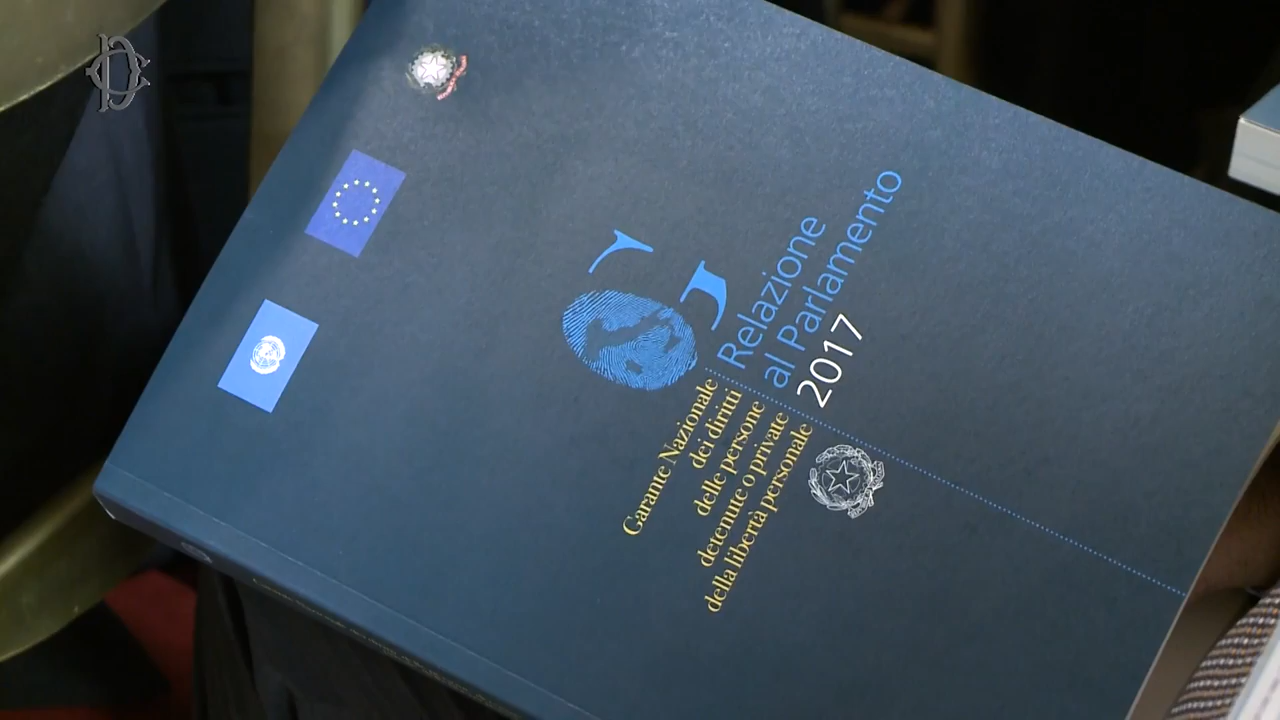 Relazione
al Parlamento
2017
Garante Nazionale
dei diritti
delle persone
detenute o private
della libertà personale